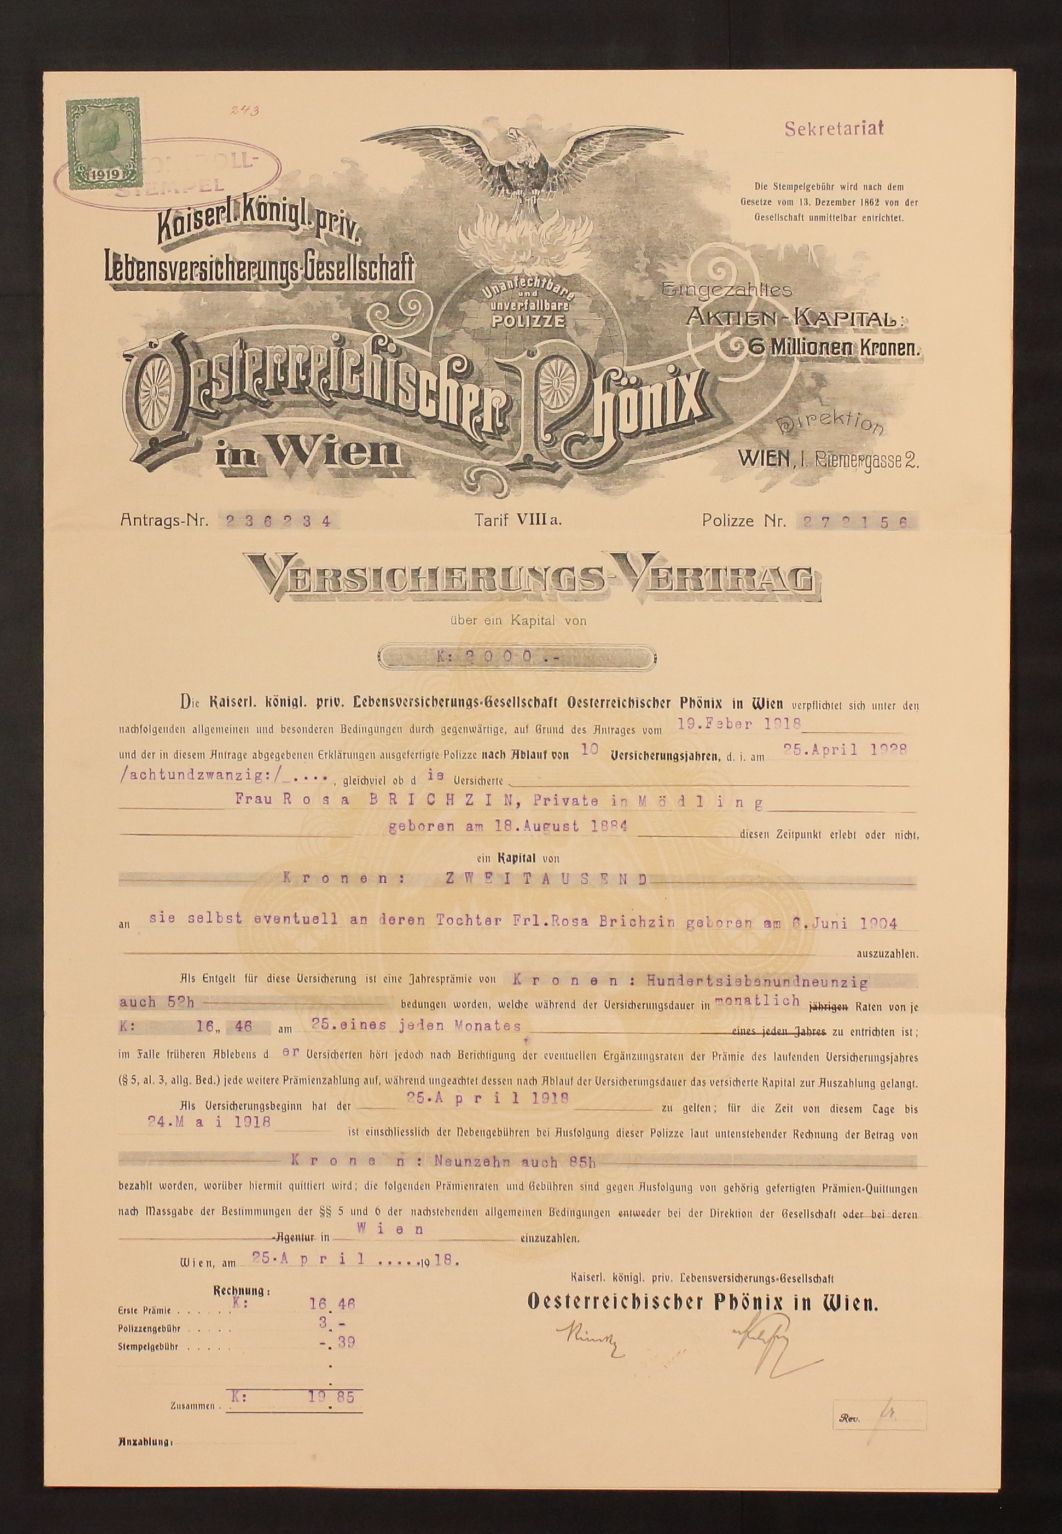 243
Sekretariat
1919
STEMPEL
Die Stempelgebühr wird nach dem
Gesetze vom 13. Dezember 1862 von der
Gesellschaft unmittelbar entrichtet.
Kaiserl. königl. priv.
Lebensversicherungs-Gesellschaft
Unanfechtbare
und
unverfallbare
POLIZZE
Eingezahltes
AKTIEN-KAPITAL:
6 Millionen Kronen.
Oesterreichischer Phönix
in Wien
Direktion
WIEN, I. Riemergasse 2.
Antrags-Nr. 236234 Tarif VIII a. Polizze Nr. 272156
VERSICHERUNGS-VERTRAG
über ein Kapital von
K: 2000.-
Die Kaiserl. königl. priv. Lebensversicherungs-Gesellschaft Oesterreichischer Phönix in Wien verpflichtet sich unter den
nachfolgenden allgemeinen und besonderen Bedingungen durch gegenwärtige, auf Grund des Antrages vom 19.Feber 1918
und der in diesem Antrage abgegebenen Erklärungen ausgefertigte Polizze nach Ablauf von 10 Versicherungsjahren, d. i. am 25.April 1928
/achtundzwanzig:/ ...., gleichviel ob d ie Versicherte
Frau Rosa BRICHZIN, Private in Mödling
geboren am 18.August 1884 diesen Zeitpunkt erlebt oder nicht,
ein Kapital von
Kronen: ZWEITAUSEND
an sie selbst eventuell an deren Tochter Frl.Rosa Brichzin geboren am 6.Juni 1904
auszuzahlen.
Als Entgelt für diese Versicherung ist eine Jahresprämie von Kronen: Hundertsiebenundneunzig
auch 52h bedungen worden, welche während der Versicherungsdauer in monatlich jährigen Raten von je
K: 16„ 46 am 25.eines jeden Monates eines jeden Jahres zu entrichten ist;
im Falle früheren Ablebens d er Versicherten hört jedoch nach Berichtigung der eventuellen Ergänzungsraten der Prämie des laufenden Versicherungsjahres
(§ 5, al. 3, allg. Bed.) jede weitere Prämienzahlung auf, während ungeachtet dessen nach Ablauf der Versicherungsdauer das versicherte Kapital zur Auszahlung gelangt.
Als Versicherungsbeginn hat der 25.April 1918 zu gelten; für die Zeit von diesem Tage bis
24.Mai 1918 ist einschliesslich der Nebengebühren bei Ausfolgung dieser Polizze laut untenstehender Rechnung der Betrag von
Kronen: Neunzehn auch 85h
bezahlt worden, worüber hiermit quittiert wird; die folgenden Prämienraten und Gebühren sind gegen Ausfolgung von gehörig gefertigten Prämien-Quittungen
nach Massgabe der Bestimmungen der §§ 5 und 6 der nachstehenden allgemeinen Bedingungen entweder bei der Direktion der Gesellschaft oder bei deren
-Agentur in Wien einzuzahlen.
Wien, am 25.April .....1918.
Kaiserl. königl. priv. Lebensversicherungs-Gesellschaft
Oesterreichischer Phönix in Wien.
Rechnung:
Erste Prämie . . . . . . K: 16.46
Polizzengebühr . . . . . 3.-
Stempelgebühr . . . . . -.39
Zusammen . K: 19.85
Rev.
Anzahlung: